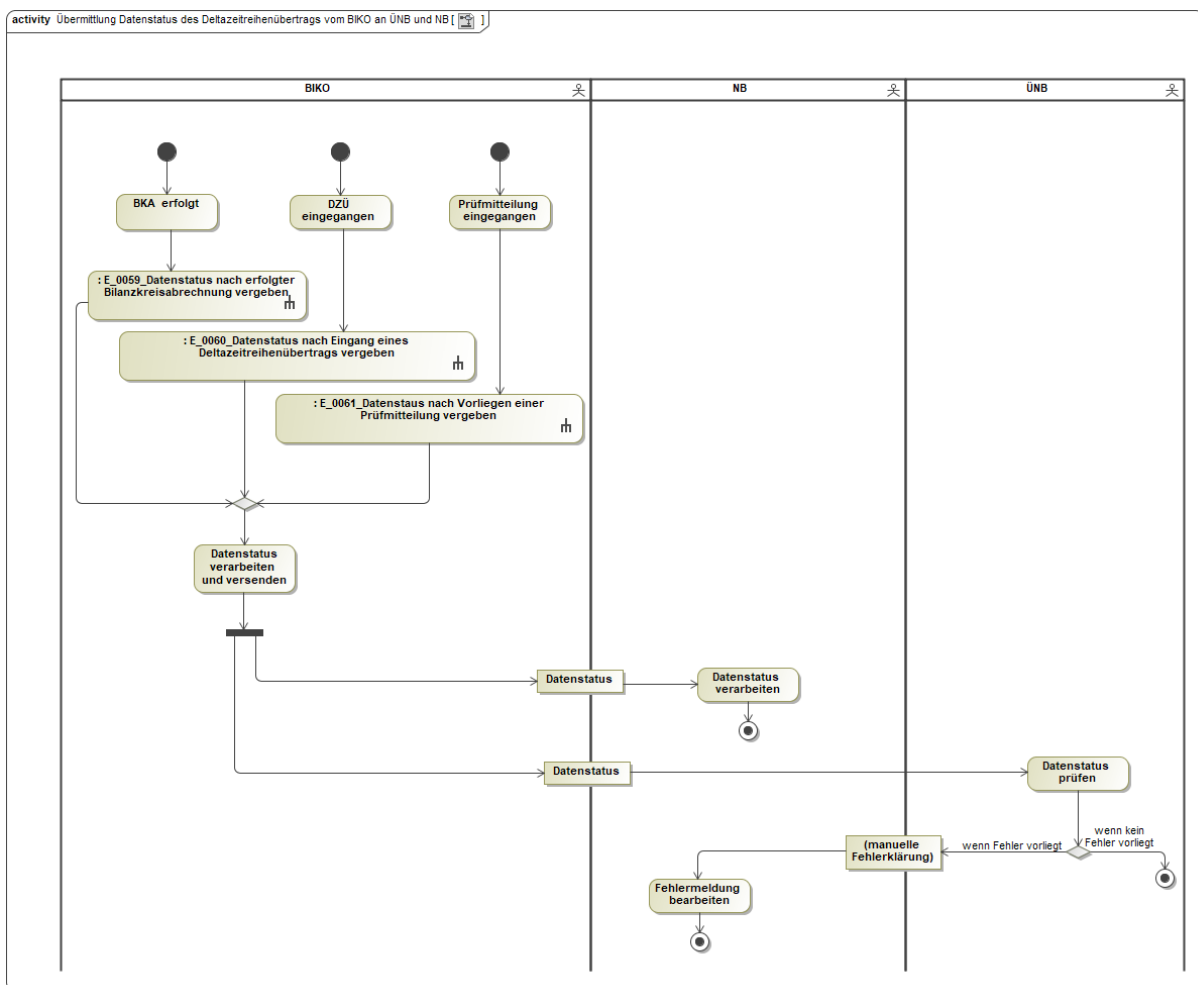 activity Übermittlung Datenstatus des Deltazeitreihenübertrags vom BIKO an ÜNB und NB [ ]
BIKO
NB
ÜNB
BKA erfolgt
DZÜ
eingegangen
Prüfmitteilung
eingegangen
: E_0059_Datenstatus nach erfolgter
Bilanzkreisabrechnung vergeben
: E_0060_Datenstatus nach Eingang eines
Deltazeitreihenübertrags vergeben
: E_0061_Datenstaus nach Vorliegen einer
Prüfmitteilung vergeben
Datenstatus
verarbeiten
und versenden
Datenstatus
Datenstatus
verarbeiten
Datenstatus
Datenstatus
prüfen
wenn kein
Fehler vorliegt
wenn Fehler vorliegt
(manuelle
Fehlerklärung)
Fehlermeldung
bearbeiten